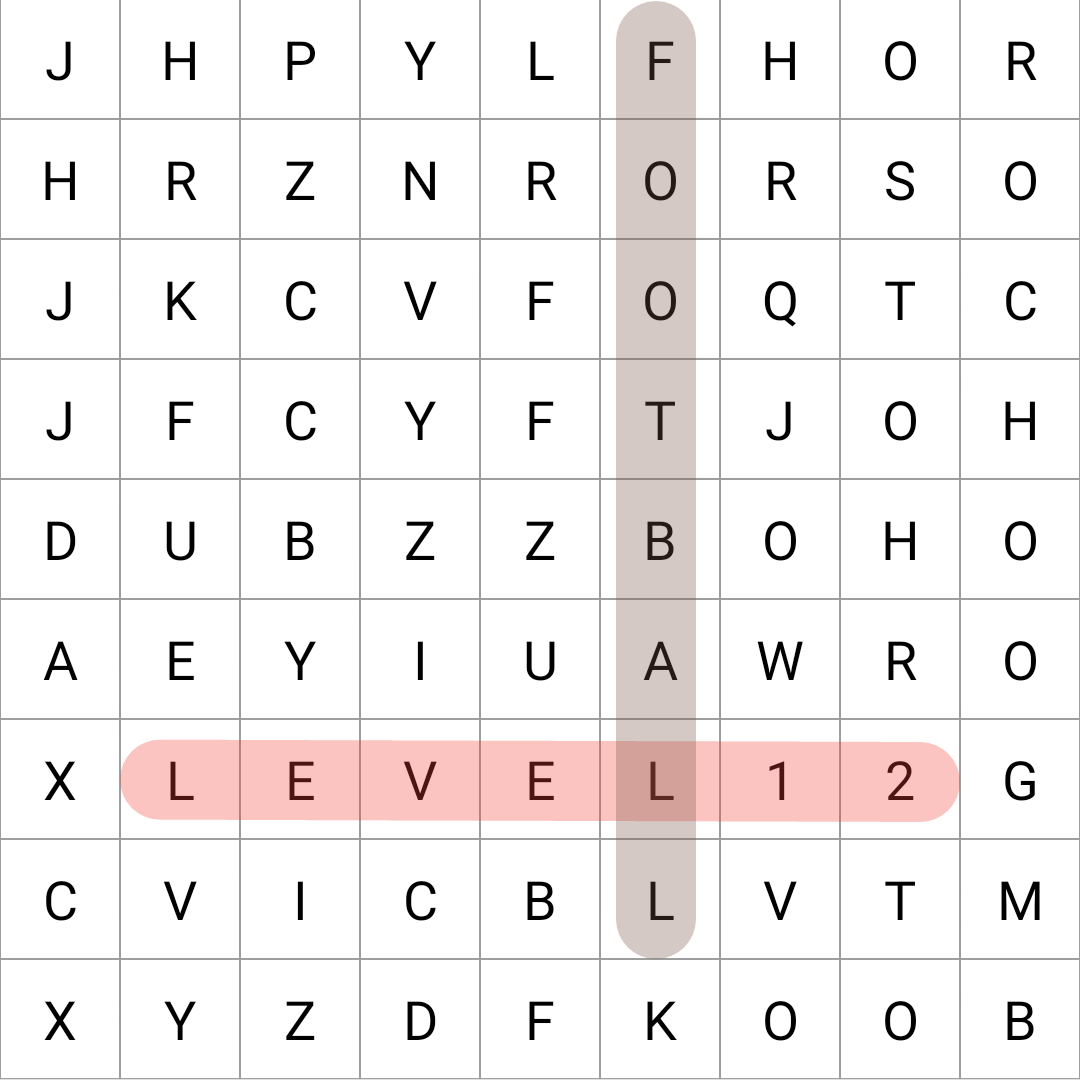 J H P Y L F H O R
H R Z N R O R S O
J K C V F O Q T C
J F C Y F T J O H
D U B Z Z B O H O
A E Y I U A W R O
X L E V E L 1 2 G
C V I C B L V T M
X Y Z D F K O O B